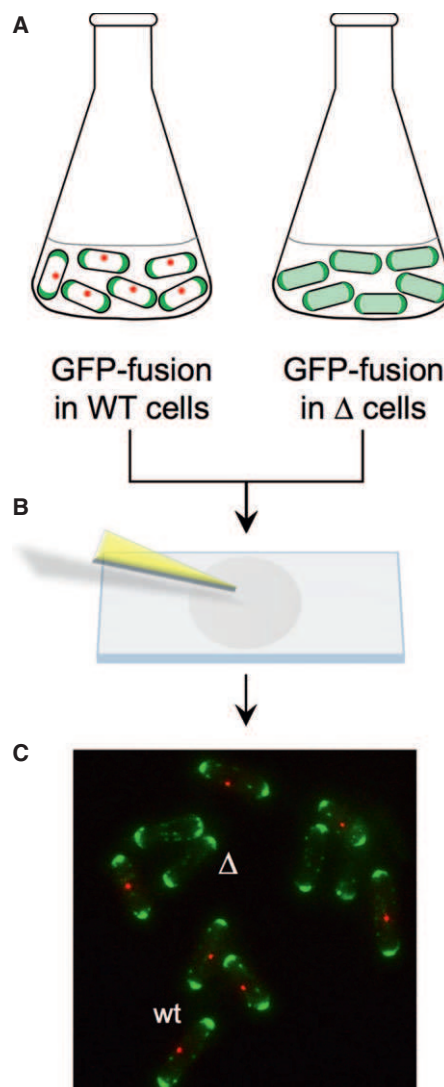 A
GFP-fusion
in WT cells
GFP-fusion
in Δ cells
B
C
Δ
wt